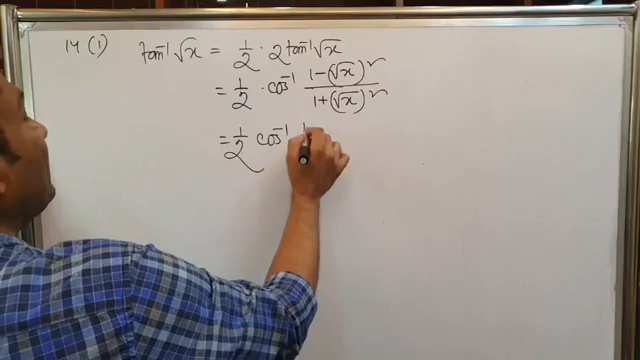 14 (i) tan⁻¹ √x = 1/2 · 2 tan⁻¹ √x
= 1/2 · cos⁻¹ (1-(√x)²)/(1+(√x)²)
= 1/2 cos⁻¹